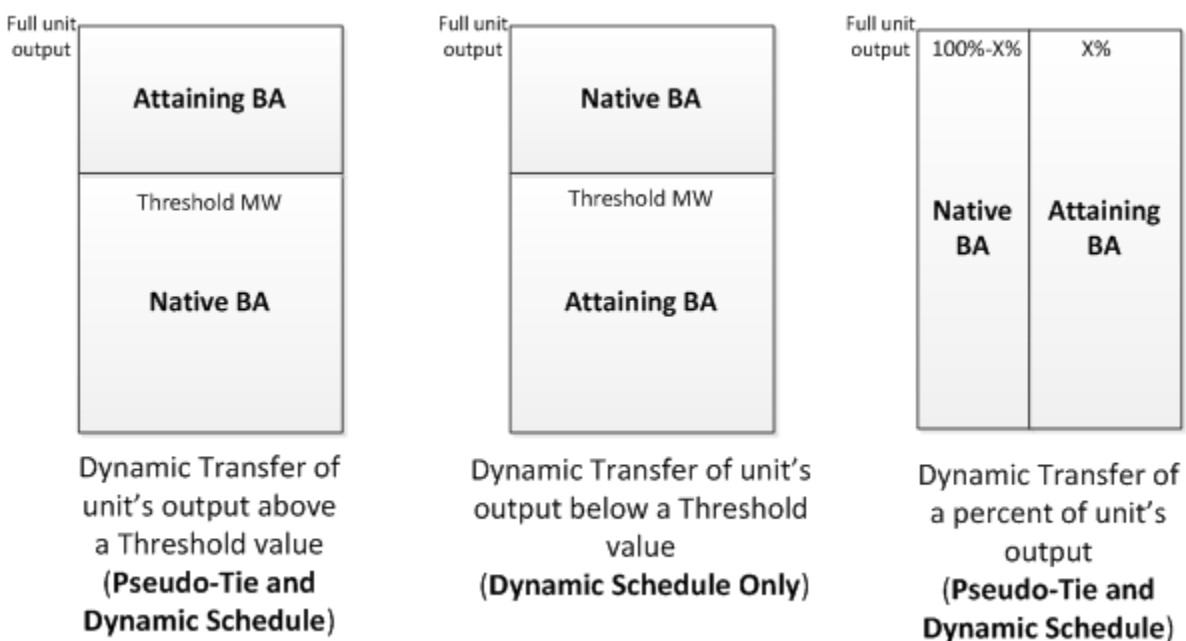 Full unit
output
Attaining BA
Threshold MW
Native BA
Dynamic Transfer of
unit's output above
a Threshold value
(Pseudo-Tie and
Dynamic Schedule)
Full unit
output
Native BA
Threshold MW
Attaining BA
Dynamic Transfer of unit's
output below a Threshold
value
(Dynamic Schedule Only)
Full unit
output
100%-X%
X%
Native
BA
Attaining
BA
Dynamic Transfer of
a percent of unit's
output
(Pseudo-Tie and
Dynamic Schedule)